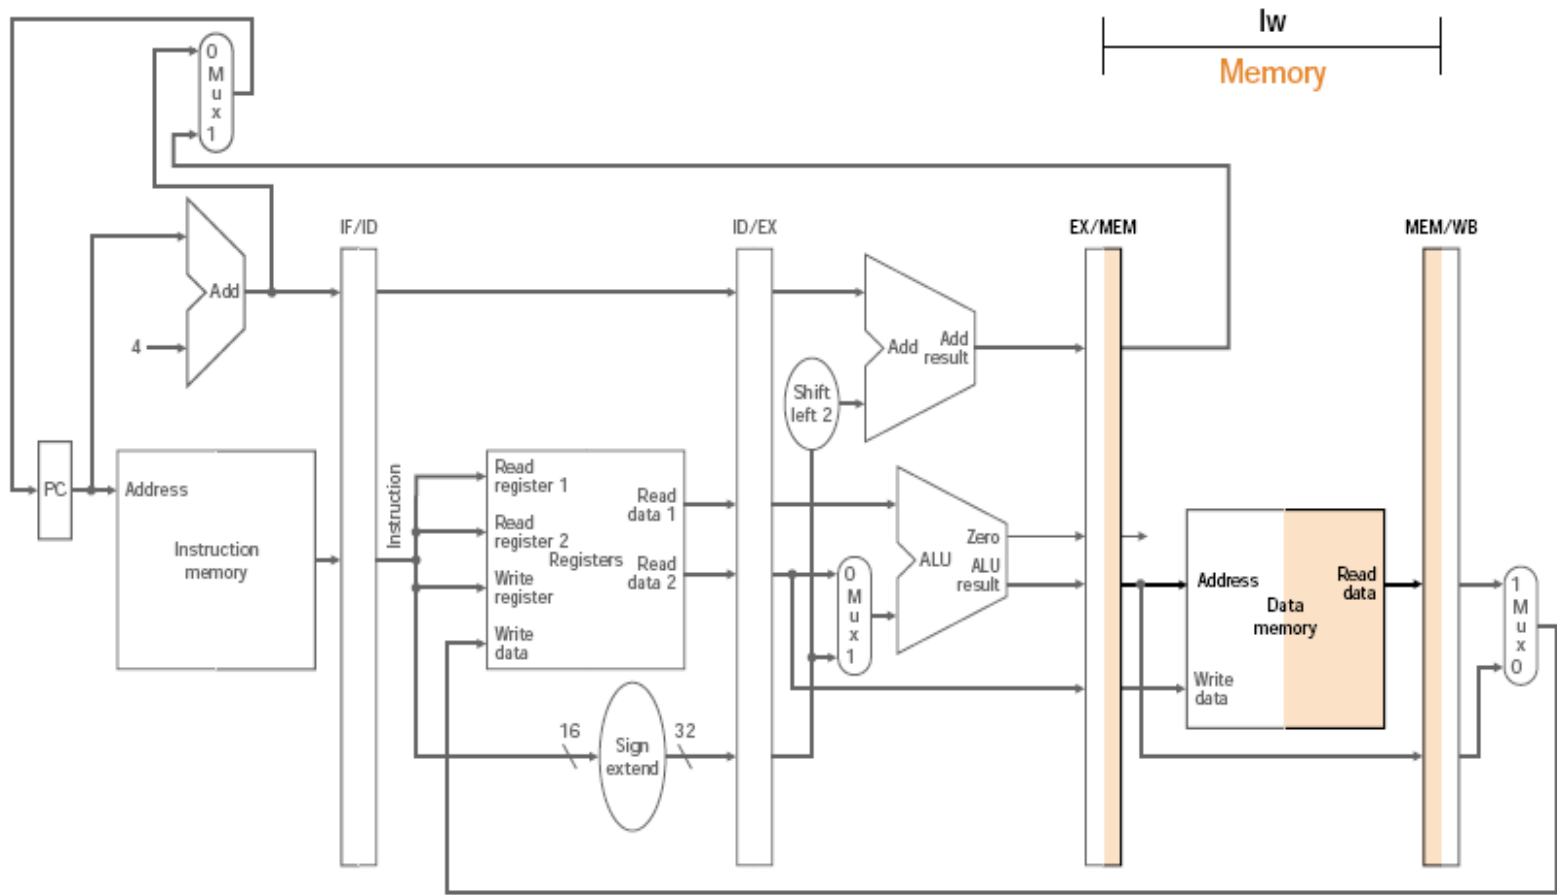 lw
Memory
0
M
u
x
1
IF/ID
ID/EX
EX/MEM
MEM/WB
Add
4
Add
Add
result
Shift
left 2
PC
Address
Instruction
memory
Instruction
Read
register 1
Read
register 2
Registers
Write
register
Write
data
Read
data 1
Read
data 2
0
M
u
x
1
Zero
ALU
ALU
result
Address
Read
data
Data
memory
Write
data
1
M
u
x
0
16
Sign
extend
32